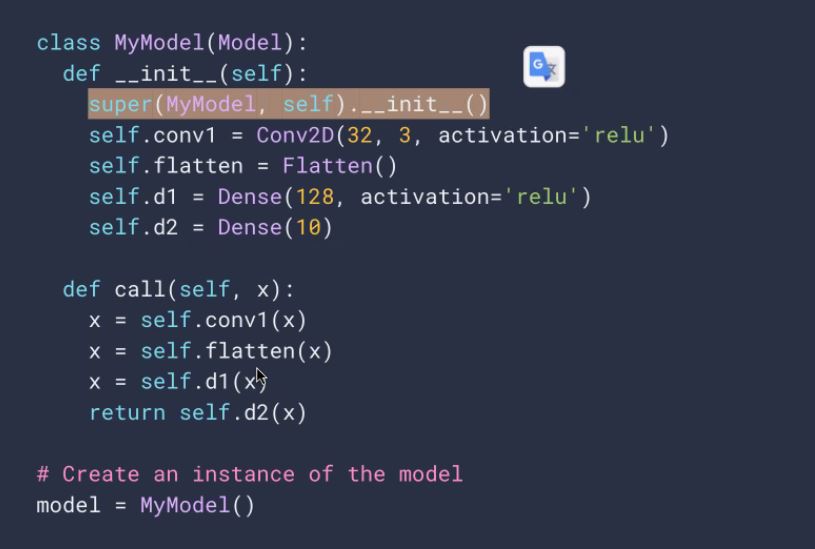 class MyModel(Model):
  def __init__(self):
    super(MyModel, self).__init__()
    self.conv1 = Conv2D(32, 3, activation='relu')
    self.flatten = Flatten()
    self.d1 = Dense(128, activation='relu')
    self.d2 = Dense(10)

  def call(self, x):
    x = self.conv1(x)
    x = self.flatten(x)
    x = self.d1(x)
    return self.d2(x)

# Create an instance of the model
model = MyModel()